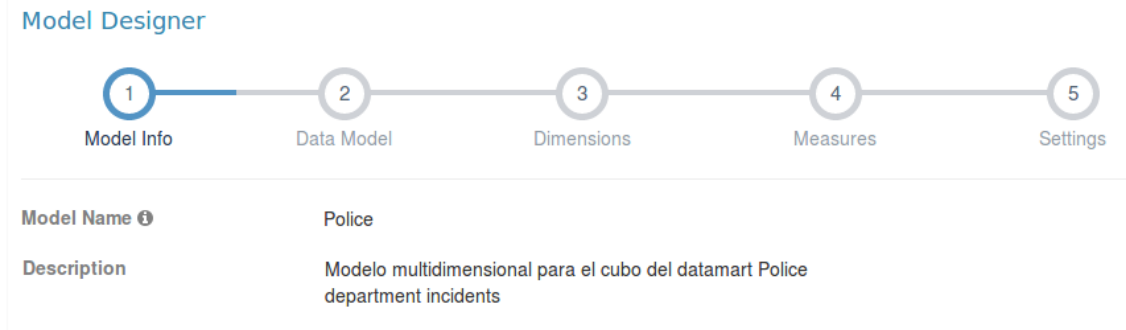 Model Designer
1 2 3 4 5
Model Info Data Model Dimensions Measures Settings
Model Name Police
Description Modelo multidimensional para el cubo del datamart Police
department incidents